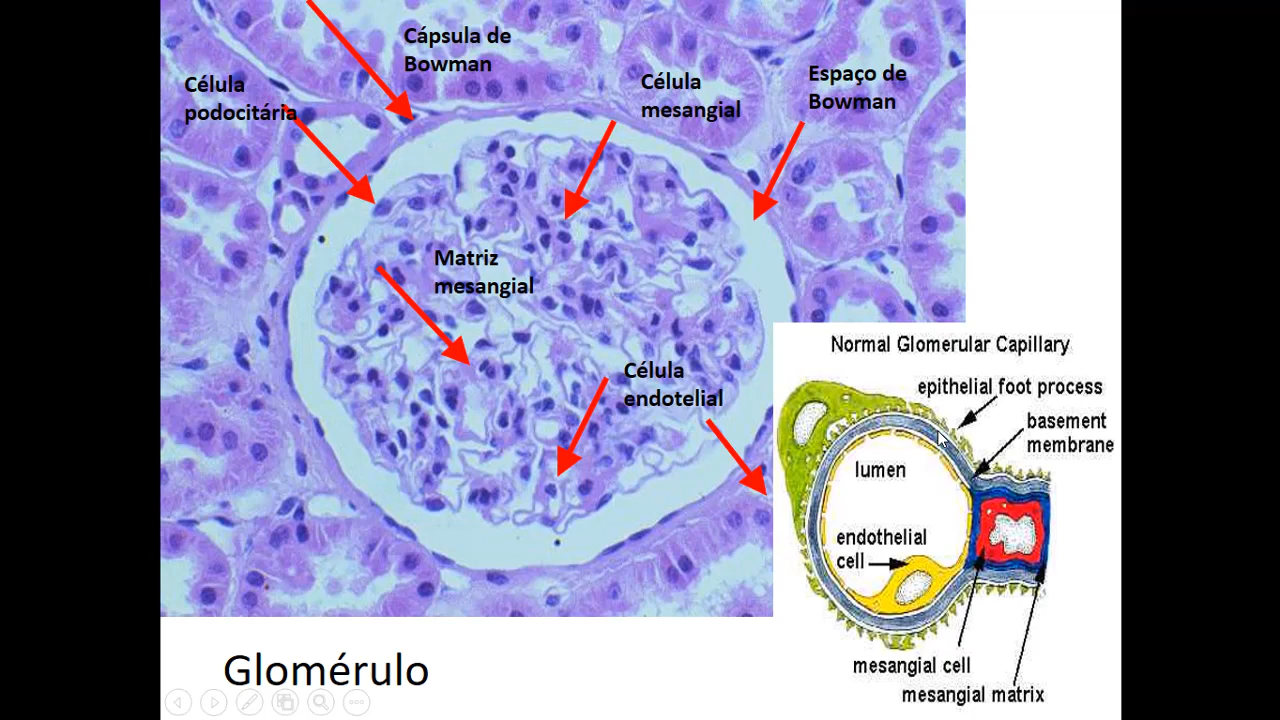 Cápsula de
Bowman
Célula
podocitária
Célula
mesangial
Espaço de
Bowman
Matriz
mesangial
Célula
endotelial
Normal Glomerular Capillary
epithelial foot process
basement
membrane
lumen
endothelial
cell
mesangial cell
mesangial matrix
Glomérulo